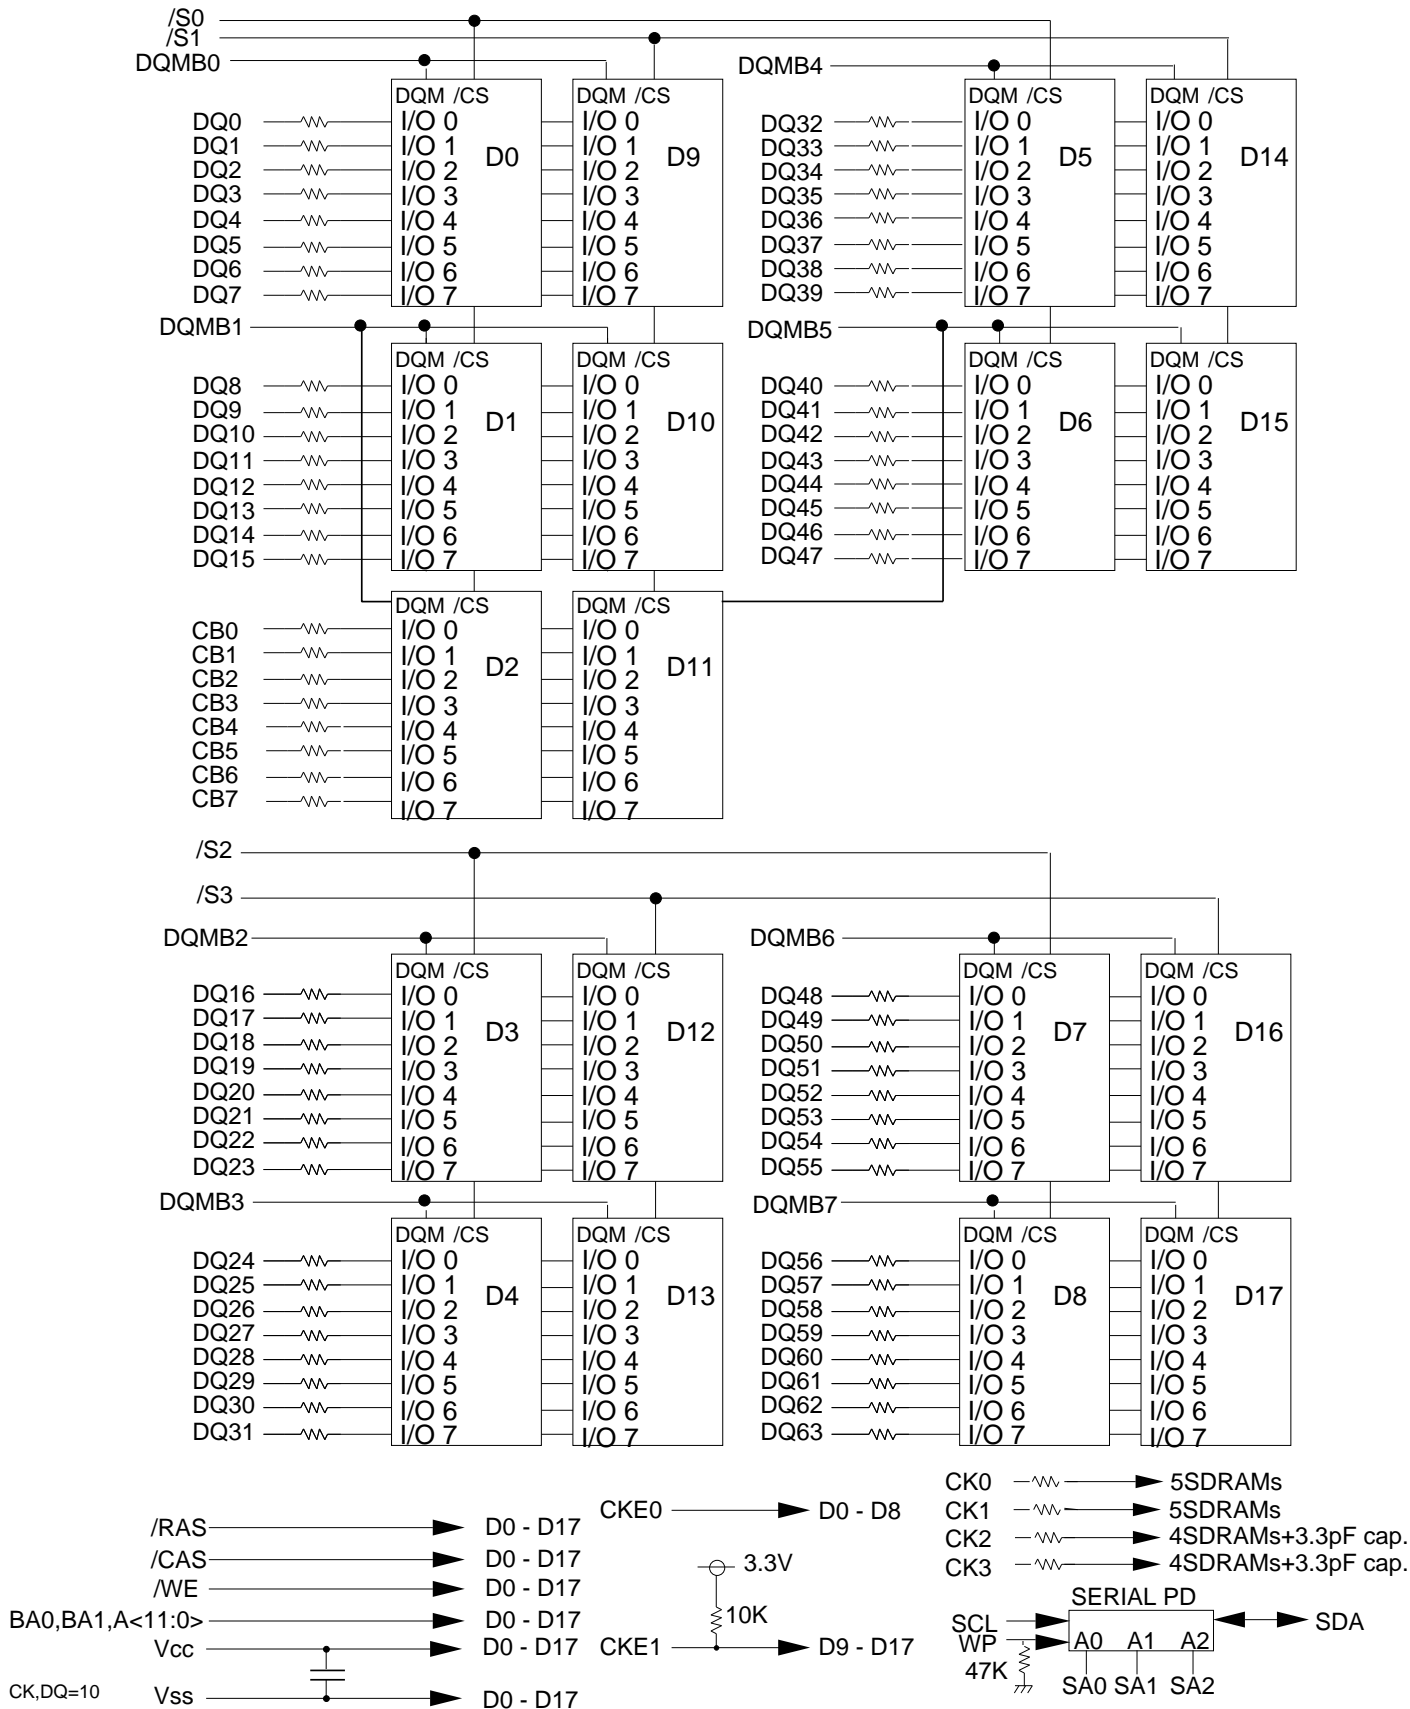 /S0
/S1
DQMB0
DQMB4
DQM /CS DQM /CS DQM /CS DQM /CS
DQ0 I/O 0 I/O 0 DQ32 I/O 0 I/O 0
DQ1 I/O 1 I/O 1 DQ33 I/O 1 I/O 1
D0 D9 D5 D14
DQ2 I/O 2 I/O 2 DQ34 I/O 2 I/O 2
DQ3 I/O 3 I/O 3 DQ35 I/O 3 I/O 3
DQ4 I/O 4 I/O 4 DQ36 I/O 4 I/O 4
DQ5 I/O 5 I/O 5 DQ37 I/O 5 I/O 5
DQ6 I/O 6 I/O 6 DQ38 I/O 6 I/O 6
DQ7 I/O 7 I/O 7 DQ39 I/O 7 I/O 7
DQMB1 DQMB5
DQM /CS DQM /CS DQM /CS DQM /CS
DQ8 I/O 0 I/O 0 DQ40 I/O 0 I/O 0
DQ9 I/O 1 I/O 1 DQ41 I/O 1 I/O 1
D1 D10 D6 D15
DQ10 I/O 2 I/O 2 DQ42 I/O 2 I/O 2
DQ11 I/O 3 I/O 3 DQ43 I/O 3 I/O 3
DQ12 I/O 4 I/O 4 DQ44 I/O 4 I/O 4
DQ13 I/O 5 I/O 5 DQ45 I/O 5 I/O 5
DQ14 I/O 6 I/O 6 DQ46 I/O 6 I/O 6
DQ15 I/O 7 I/O 7 DQ47 I/O 7 I/O 7
DQM /CS DQM /CS
CB0 I/O 0 I/O 0
CB1 I/O 1 I/O 1
D2 D11
CB2 I/O 2 I/O 2
CB3 I/O 3 I/O 3
CB4 I/O 4 I/O 4
CB5 I/O 5 I/O 5
CB6 I/O 6 I/O 6
CB7 I/O 7 I/O 7
/S2
/S3
DQMB2 DQMB6
DQM /CS DQM /CS DQM /CS DQM /CS
DQ16 I/O 0 I/O 0 DQ48 I/O 0 I/O 0
DQ17 I/O 1 I/O 1 DQ49 I/O 1 I/O 1
D3 D12 D7 D16
DQ18 I/O 2 I/O 2 DQ50 I/O 2 I/O 2
DQ19 I/O 3 I/O 3 DQ51 I/O 3 I/O 3
DQ20 I/O 4 I/O 4 DQ52 I/O 4 I/O 4
DQ21 I/O 5 I/O 5 DQ53 I/O 5 I/O 5
DQ22 I/O 6 I/O 6 DQ54 I/O 6 I/O 6
DQ23 I/O 7 I/O 7 DQ55 I/O 7 I/O 7
DQMB3 DQMB7
DQM /CS DQM /CS DQM /CS DQM /CS
DQ24 I/O 0 I/O 0 DQ56 I/O 0 I/O 0
DQ25 I/O 1 I/O 1 DQ57 I/O 1 I/O 1
D4 D13 D8 D17
DQ26 I/O 2 I/O 2 DQ58 I/O 2 I/O 2
DQ27 I/O 3 I/O 3 DQ59 I/O 3 I/O 3
DQ28 I/O 4 I/O 4 DQ60 I/O 4 I/O 4
DQ29 I/O 5 I/O 5 DQ61 I/O 5 I/O 5
DQ30 I/O 6 I/O 6 DQ62 I/O 6 I/O 6
DQ31 I/O 7 I/O 7 DQ63 I/O 7 I/O 7
CK0 5SDRAMs
CK1 5SDRAMs
CK2 4SDRAMs+3.3pF cap.
CK3 4SDRAMs+3.3pF cap.
CKE0 D0 - D8
/RAS D0 - D17
/CAS D0 - D17
/WE D0 - D17
BA0,BA1,A<11:0> D0 - D17
Vcc D0 - D17
Vss D0 - D17
CK,DQ=10
3.3V
10K
CKE1 D9 - D17
SERIAL PD
SCL SDA
WP A0 A1 A2
47K
SA0 SA1 SA2